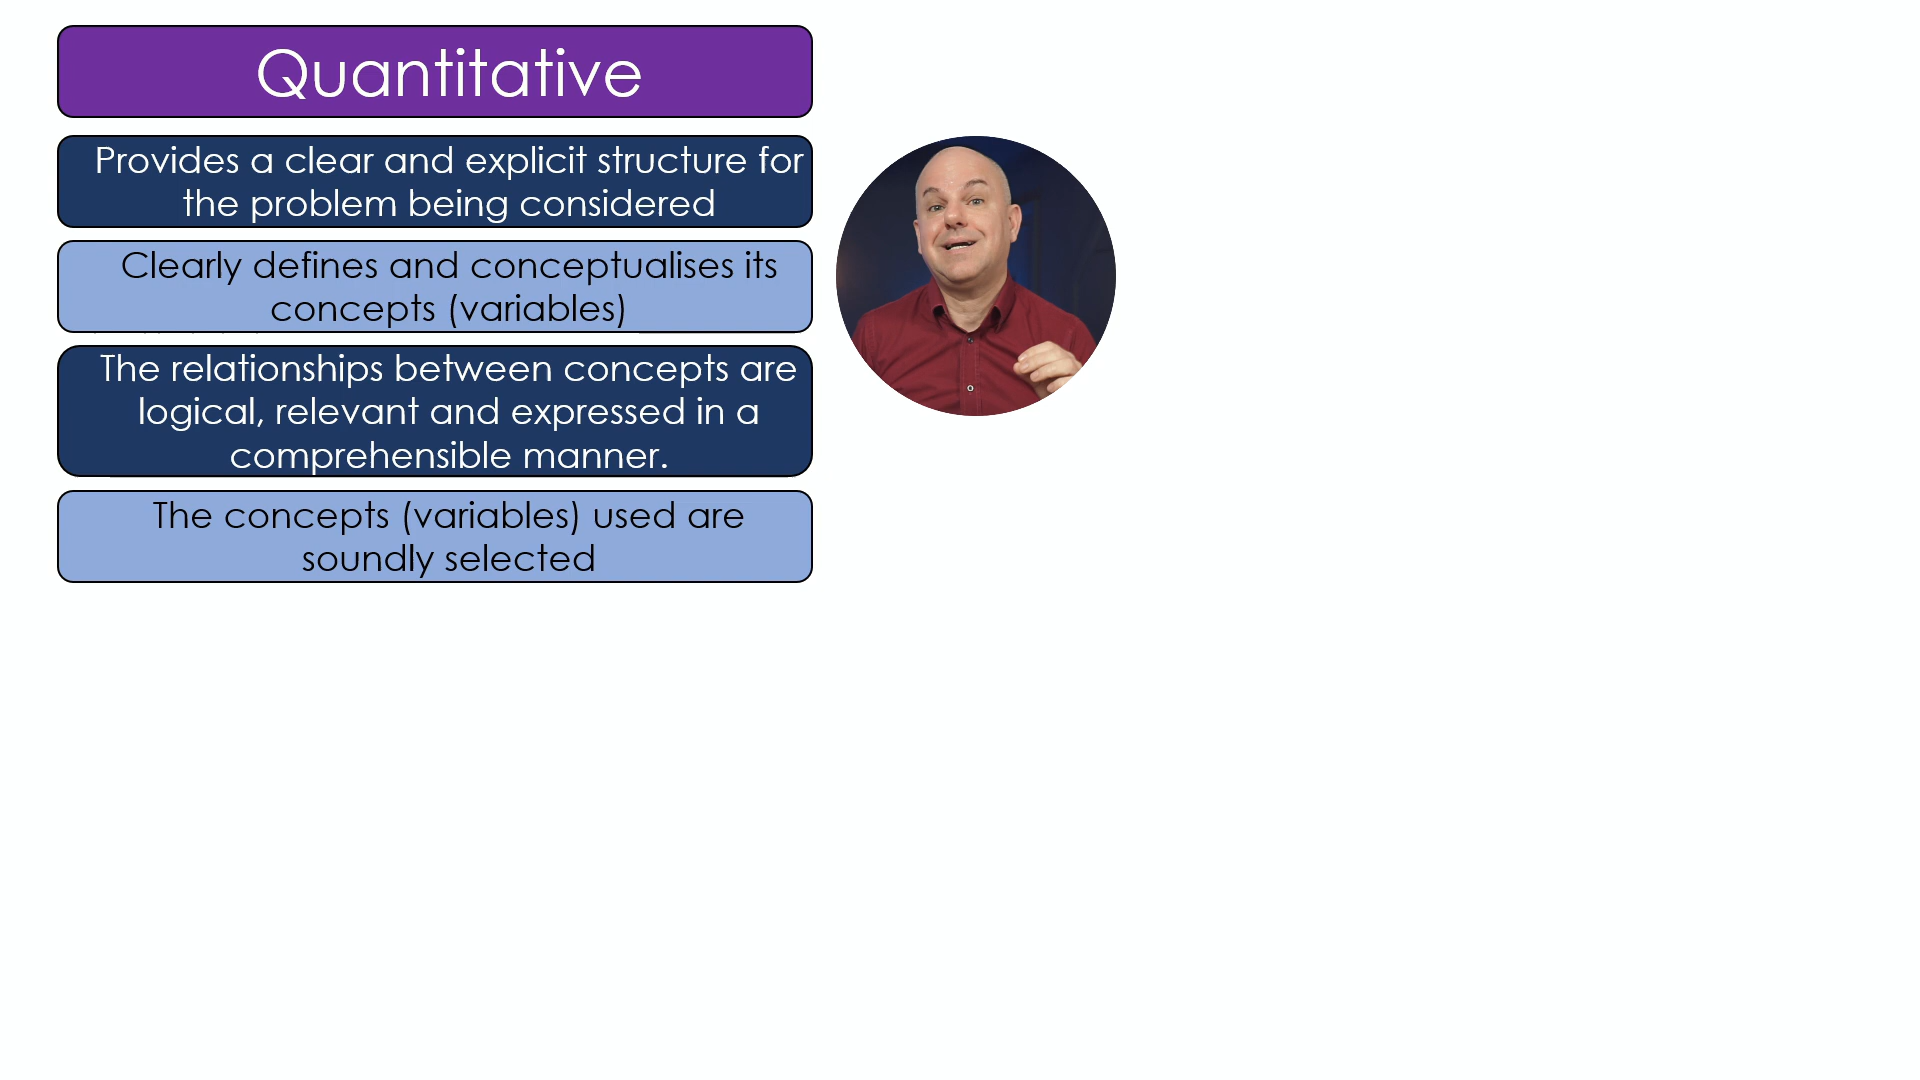 Quantitative
Provides a clear and explicit structure for
the problem being considered
Clearly defines and conceptualises its
concepts (variables)
The relationships between concepts are
logical, relevant and expressed in a
comprehensible manner.
The concepts (variables) used are
soundly selected